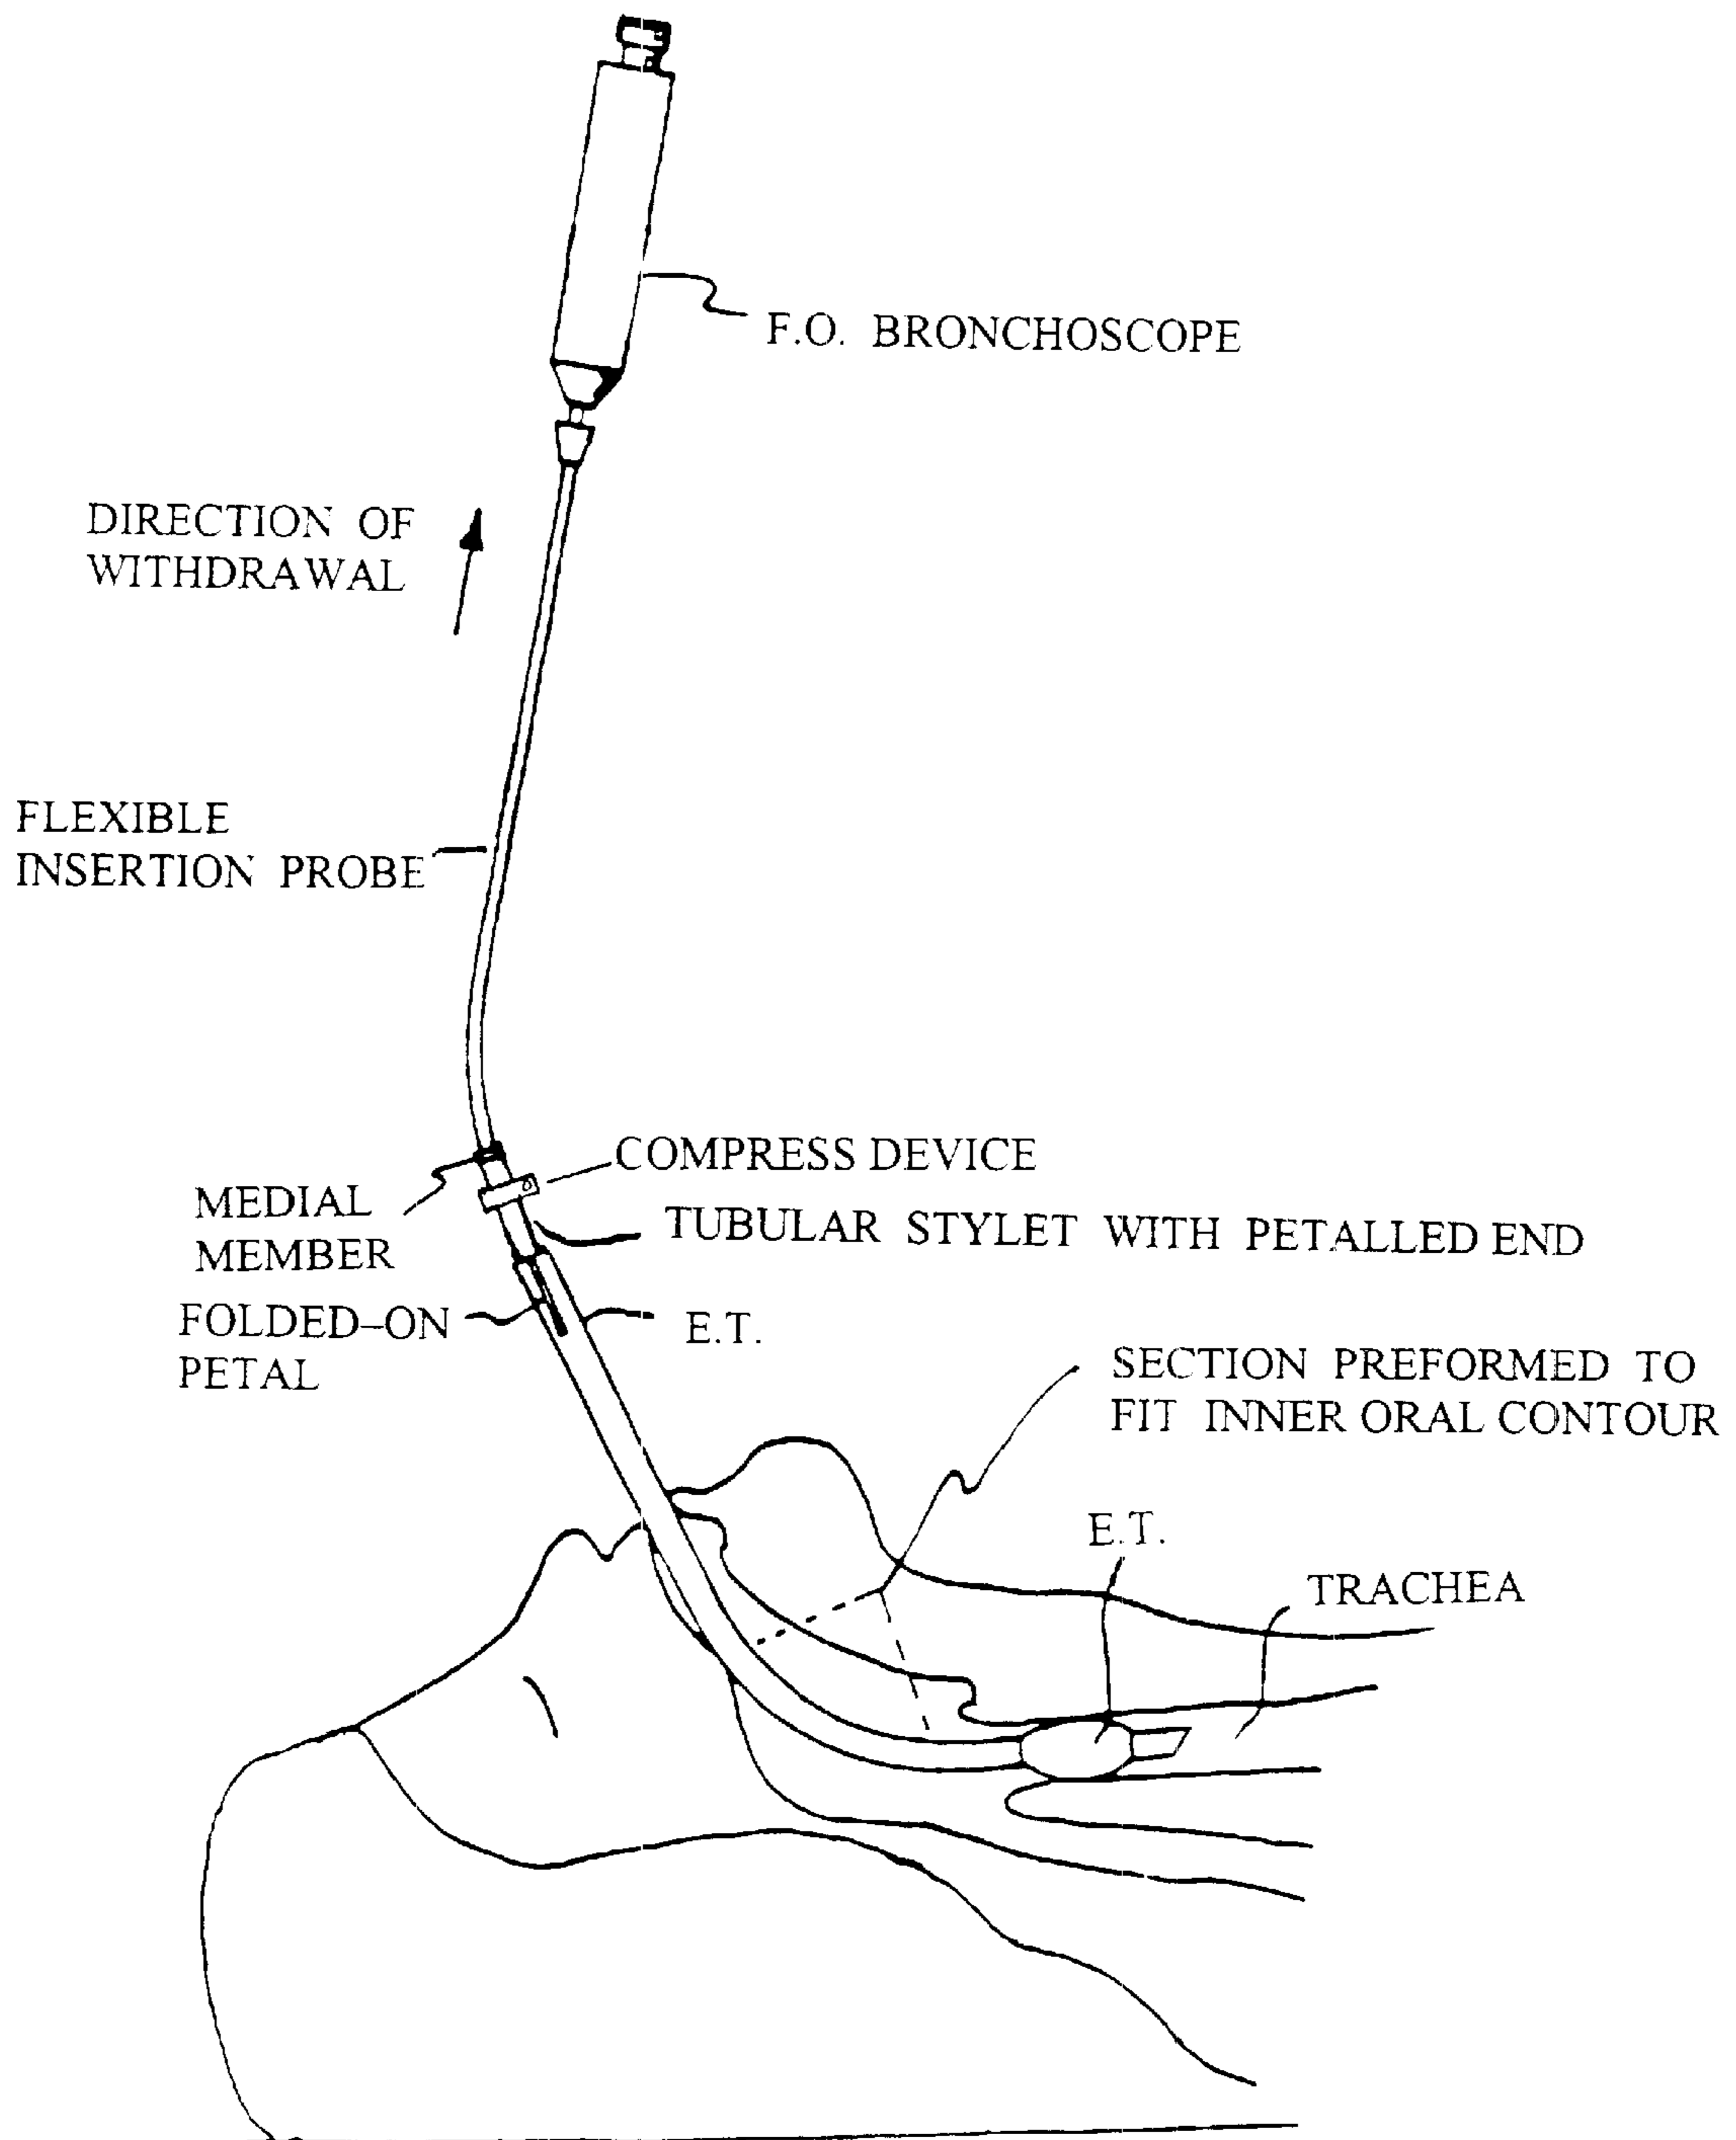 F.O. BRONCHOSCOPE
DIRECTION OF
WITHDRAWAL
FLEXIBLE
INSERTION PROBE
COMPRESS DEVICE
MEDIAL
MEMBER
TUBULAR STYLET WITH PETALLED END
FOLDED-ON
PETAL
E.T.
SECTION PREFORMED TO
FIT INNER ORAL CONTOUR
E.T.
TRACHEA